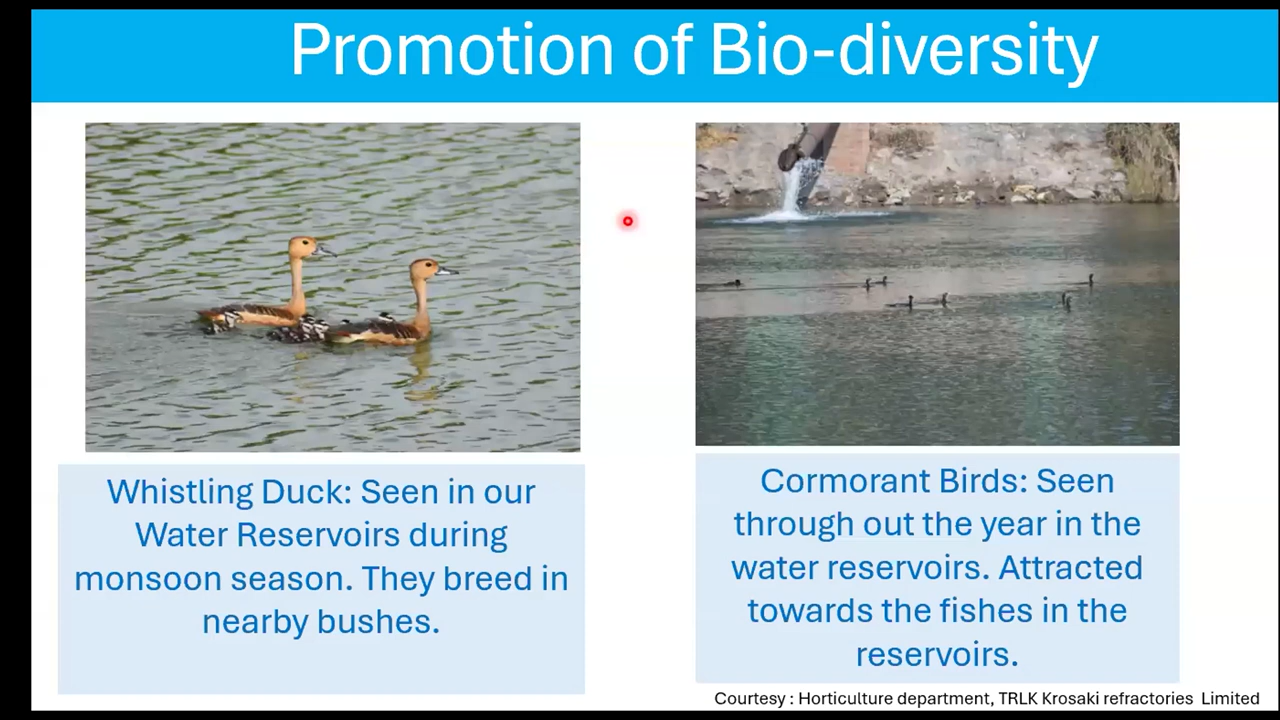 Promotion of Bio-diversity
Whistling Duck: Seen in our
Water Reservoirs during
monsoon season. They breed in
nearby bushes.
Cormorant Birds: Seen
through out the year in the
water reservoirs. Attracted
towards the fishes in the
reservoirs.
Courtesy : Horticulture department, TRLK Krosaki refractories Limited